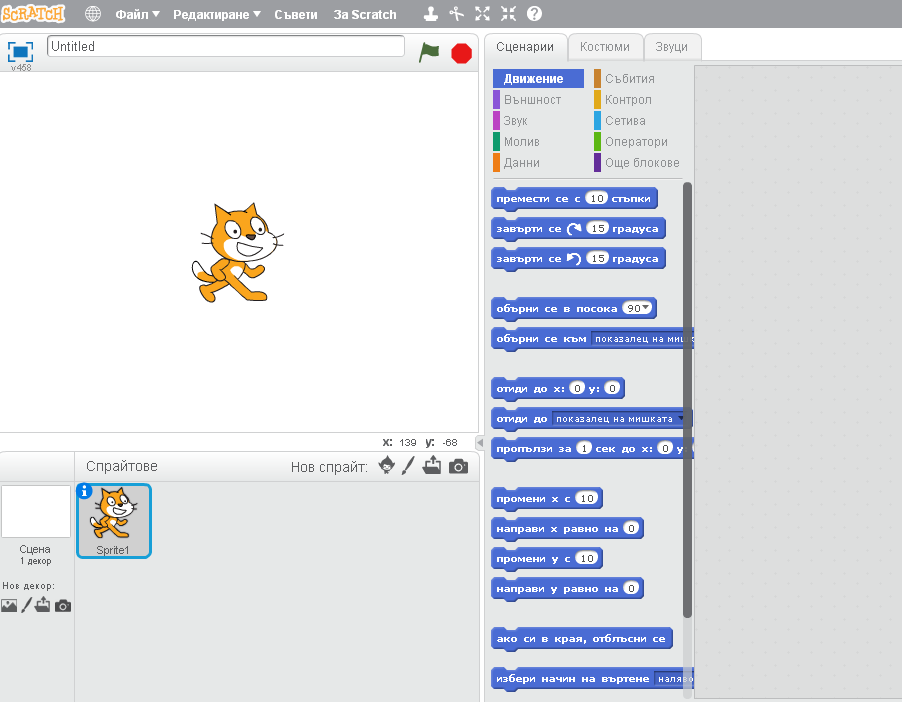 SCRATCH Файл Редактиране Съвети За Scratch
Untitled
v458
X: 139 y: -68
Спрайтове Нов спрайт:
Sprite1
Сцена
1 декор
Нов декор:
Сценарии Костюми Звуци
Движение Събития
Външност Контрол
Звук Сетива
Молив Оператори
Данни Още блокове
премести се с 10 стъпки
завърти се 15 градуса
завърти се 15 градуса
обърни се в посока 90
обърни се към показалец на
отиди до x: 0 y: 0
отиди до показалец на мишката
пропълзи за 1 сек до x: 0 y
промени x с 10
направи x равно на 0
промени y с 10
направи y равно на 0
ако си в края, отблъсни се
избери начин на въртене наляво